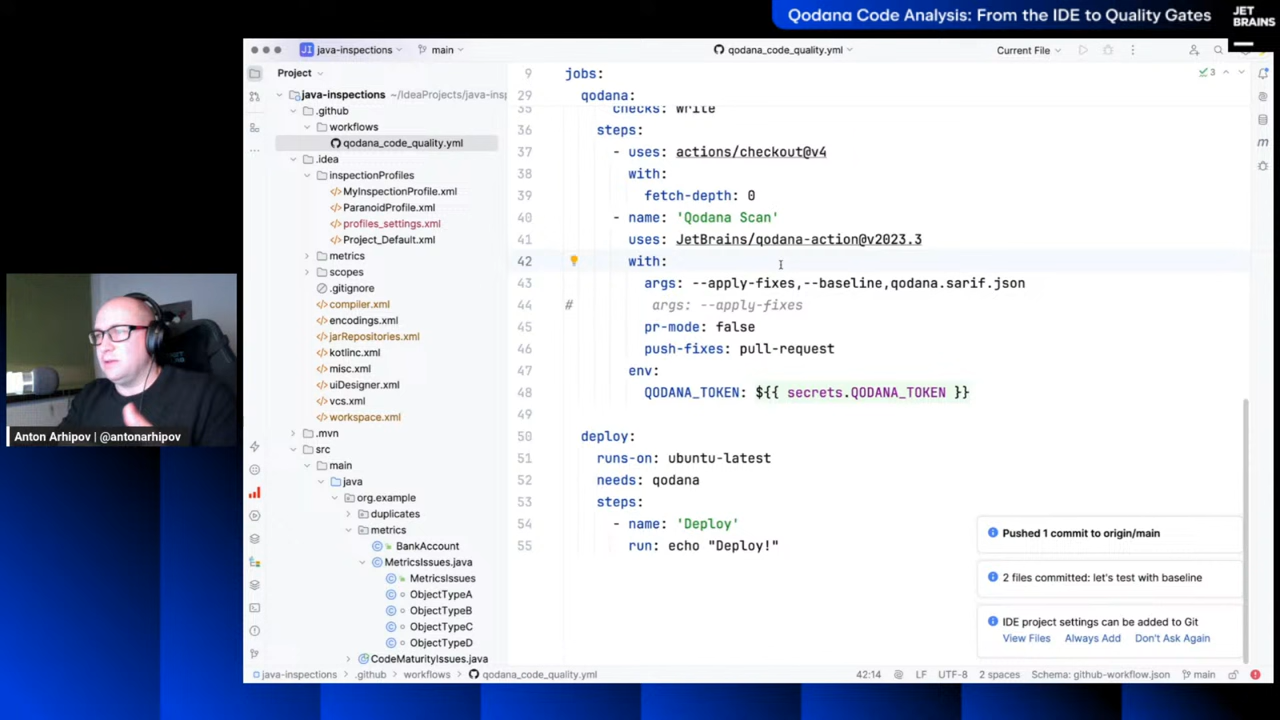 Qodana Code Analysis: From the IDE to Quality Gates
JET
BRAINS
JI java-inspections
main
qodana_code_quality.yml
Current File
Project
java-inspections ~/IdeaProjects/java-insp
.github
workflows
qodana_code_quality.yml
.idea
inspectionProfiles
MyInspectionProfile.xml
ParanoidProfile.xml
profiles_settings.xml
Project_Default.xml
metrics
scopes
.gitignore
compiler.xml
encodings.xml
jarRepositories.xml
kotlinc.xml
misc.xml
uiDesigner.xml
vcs.xml
workspace.xml
.mvn
src
main
java
org.example
duplicates
metrics
BankAccount
MetricsIssues.java
MetricsIssues
ObjectTypeA
ObjectTypeB
ObjectTypeC
ObjectTypeD
CodeMaturityIssues.java
9 jobs:
29 qodana:
35 checks: write
36 steps:
37 - uses: actions/checkout@v4
38 with:
39 fetch-depth: 0
40 - name: 'Qodana Scan'
41 uses: JetBrains/qodana-action@v2023.3
42 with:
43 args: --apply-fixes,--baseline,qodana.sarif.json
44 # args: --apply-fixes
45 pr-mode: false
46 push-fixes: pull-request
47 env:
48 QODANA_TOKEN: ${{ secrets.QODANA_TOKEN }}
49
50 deploy:
51 runs-on: ubuntu-latest
52 needs: qodana
53 steps:
54 - name: 'Deploy'
55 run: echo "Deploy!"
3
Pushed 1 commit to origin/main
2 files committed: let's test with baseline
IDE project settings can be added to Git
View Files Always Add Don't Ask Again
Anton Arhipov | @antonarhipov
java-inspections .github workflows qodana_code_quality.yml
42:14 LF UTF-8 2 spaces Schema: github-workflow.json main